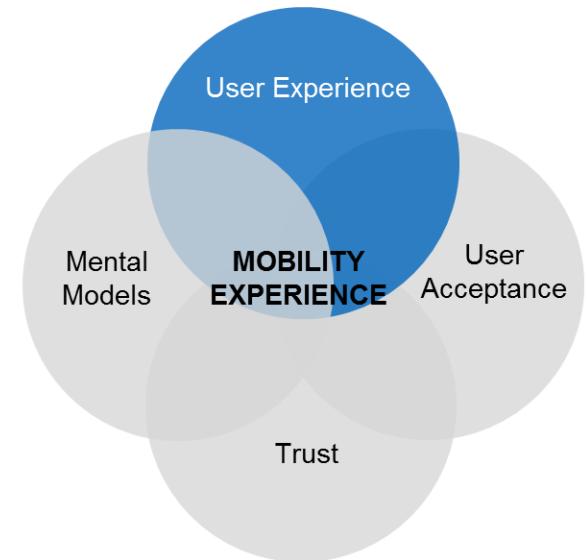 User Experience
Mental
Models
MOBILITY
EXPERIENCE
User
Acceptance
Trust